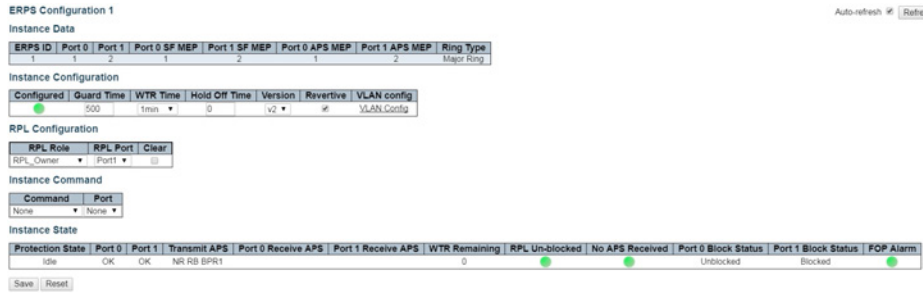 ERPS Configuration 1
Auto-refresh Refre
Instance Data
ERPS ID Port 0 Port 1 Port 0 SF MEP Port 1 SF MEP Port 0 APS MEP Port 1 APS MEP Ring Type
1 1 2 1 2 1 2 Major Ring
Instance Configuration
Configured Guard Time WTR Time Hold Off Time Version Revertive VLAN config
500 1min 0 v2 VLAN Config
RPL Configuration
RPL Role RPL Port Clear
RPL_Owner Port1
Instance Command
Command Port
None None
Instance State
Protection State Port 0 Port 1 Transmit APS Port 0 Receive APS Port 1 Receive APS WTR Remaining RPL Un-blocked No APS Received Port 0 Block Status Port 1 Block Status FOP Alarm
Idle OK OK NR RB BPR1 0 Unblocked Blocked
Save Reset